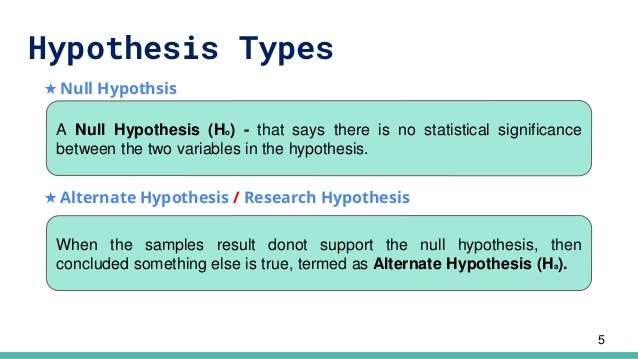 Hypothesis Types
★ Null Hypothsis
A Null Hypothesis (H₀) - that says there is no statistical significance
between the two variables in the hypothesis.
★ Alternate Hypothesis / Research Hypothesis
When the samples result donot support the null hypothesis, then
concluded something else is true, termed as Alternate Hypothesis (Hₐ).
5